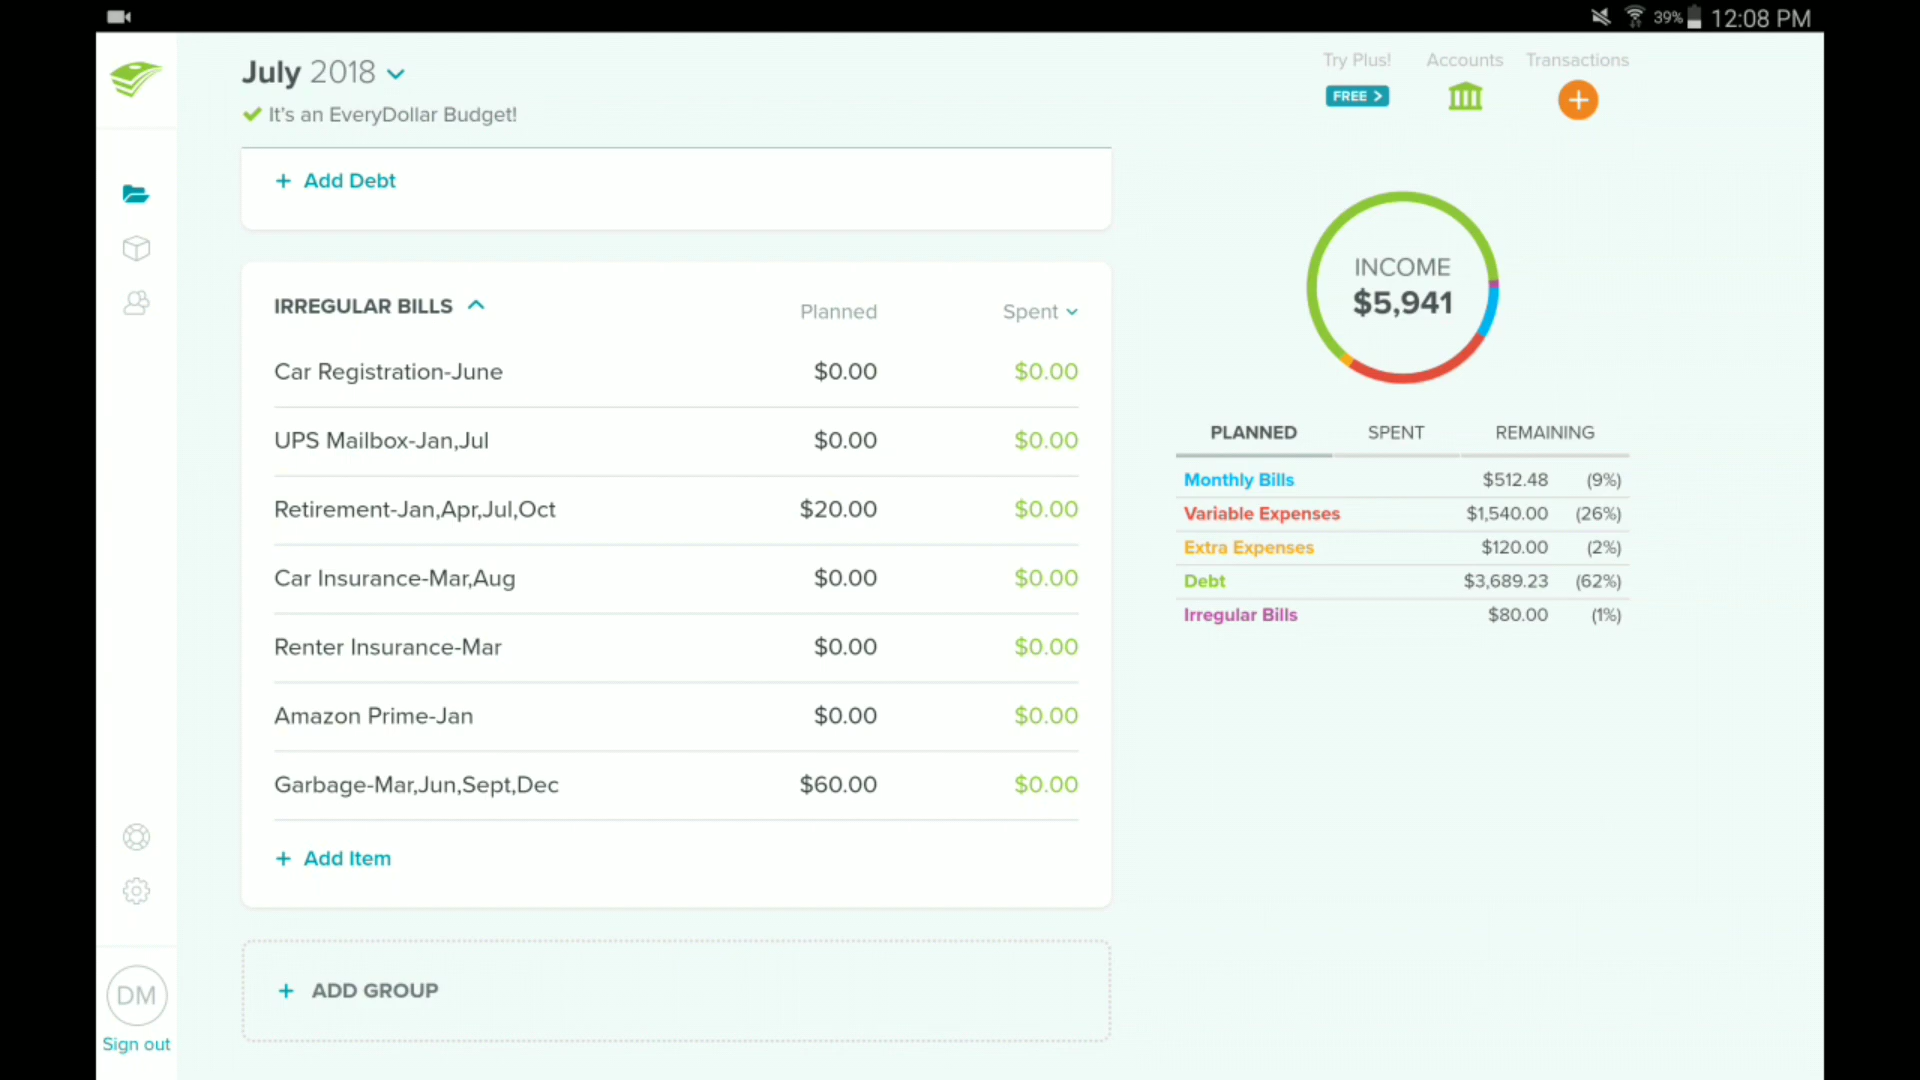 39% 12:08 PM
July 2018
It's an EveryDollar Budget!
Try Plus! Accounts Transactions
FREE >
+ Add Debt
IRREGULAR BILLS Planned Spent
Car Registration-June $0.00 $0.00
UPS Mailbox-Jan,Jul $0.00 $0.00
Retirement-Jan,Apr,Jul,Oct $20.00 $0.00
Car Insurance-Mar,Aug $0.00 $0.00
Renter Insurance-Mar $0.00 $0.00
Amazon Prime-Jan $0.00 $0.00
Garbage-Mar,Jun,Sept,Dec $60.00 $0.00
+ Add Item
+ ADD GROUP
INCOME
$5,941
PLANNED SPENT REMAINING
Monthly Bills $512.48 (9%)
Variable Expenses $1,540.00 (26%)
Extra Expenses $120.00 (2%)
Debt $3,689.23 (62%)
Irregular Bills $80.00 (1%)
DM
Sign out